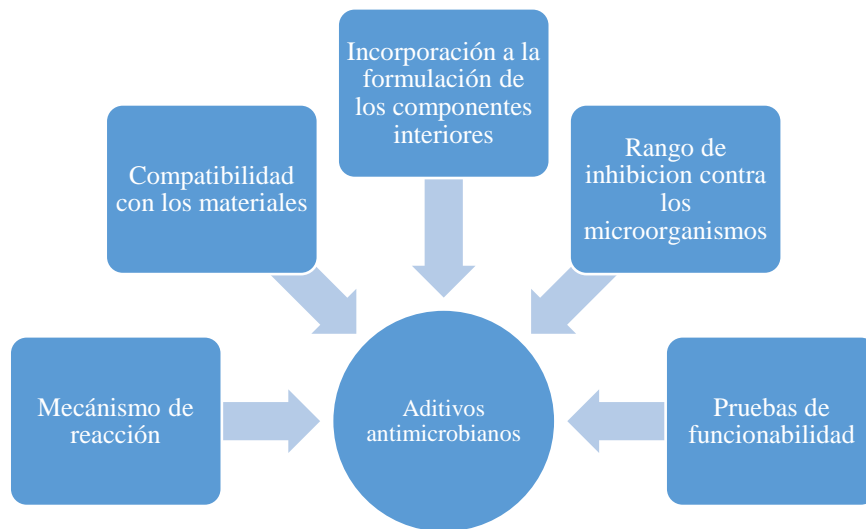 Incorporación a la
formulación de
los componentes
interiores
Compatibilidad
con los materiales
Rango de
inhibicion contra
los
microorganismos
Mecánismo de
reacción
Aditivos
antimicrobianos
Pruebas de
funcionabilidad